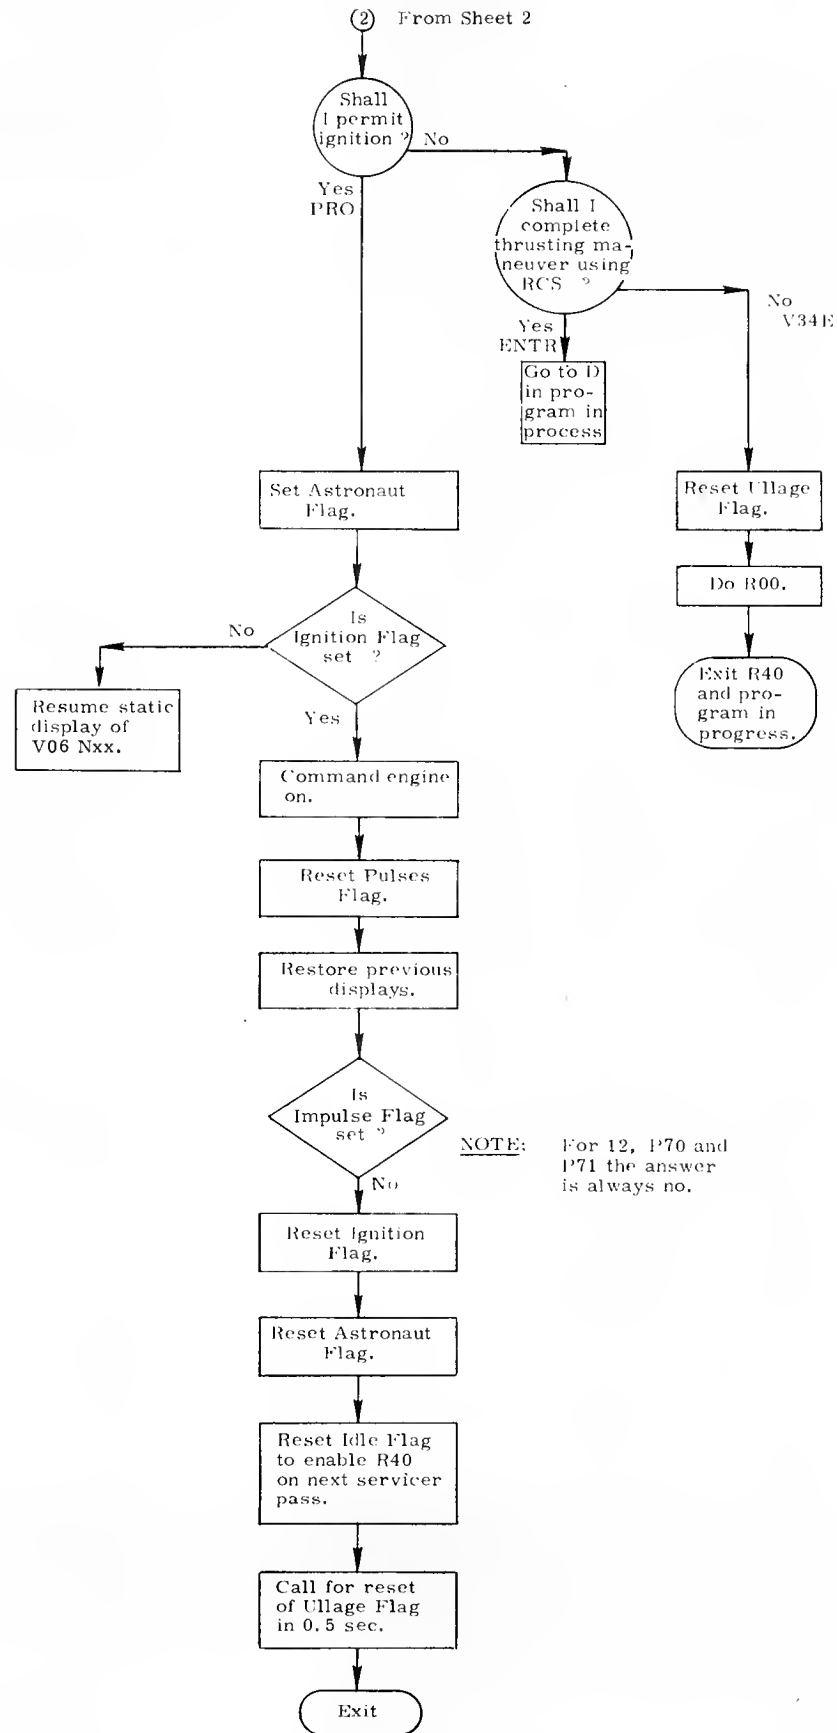 2 From Sheet 2
Shall
I permit
ignition ?
No
Yes
PRO
Shall I
complete
thrusting ma-
neuver using
RCS ?
No
V34E
Yes
ENTR
Go to D
in pro-
gram in
process
Set Astronaut
Flag.
Reset Ullage
Flag.
Do R00.
Is
Ignition Flag
set ?
No
Exit R40
and pro-
gram in
progress.
Resume static
display of
V06 Nxx.
Yes
Command engine
on.
Reset Pulses
Flag.
Restore previous
displays.
Is
Impulse Flag
set ?
NOTE: For 12, P70 and
P71 the answer
is always no.
No
Reset Ignition
Flag.
Reset Astronaut
Flag.
Reset Idle Flag
to enable R40
on next servicer
pass.
Call for reset
of Ullage Flag
in 0.5 sec.
Exit